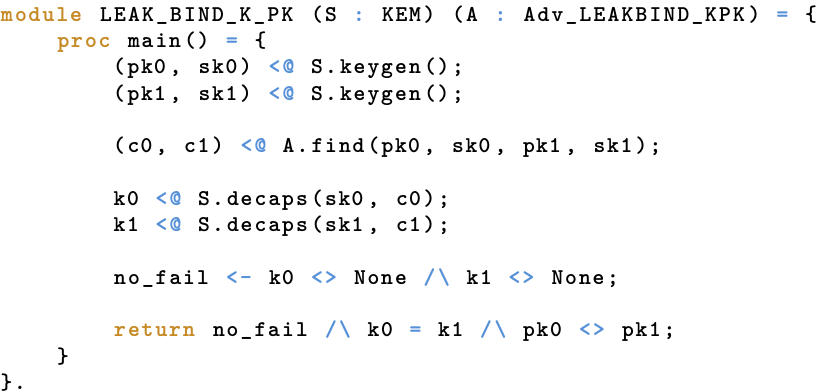 module LEAK_BIND_K_PK (S : KEM) (A : Adv_LEAKBIND_KPK) = {
    proc main() = {
        (pk0, sk0) <@ S.keygen();
        (pk1, sk1) <@ S.keygen();

        (c0, c1) <@ A.find(pk0, sk0, pk1, sk1);

        k0 <@ S.decaps(sk0, c0);
        k1 <@ S.decaps(sk1, c1);

        no_fail <- k0 <> None /\ k1 <> None;

        return no_fail /\ k0 = k1 /\ pk0 <> pk1;
    }
}.